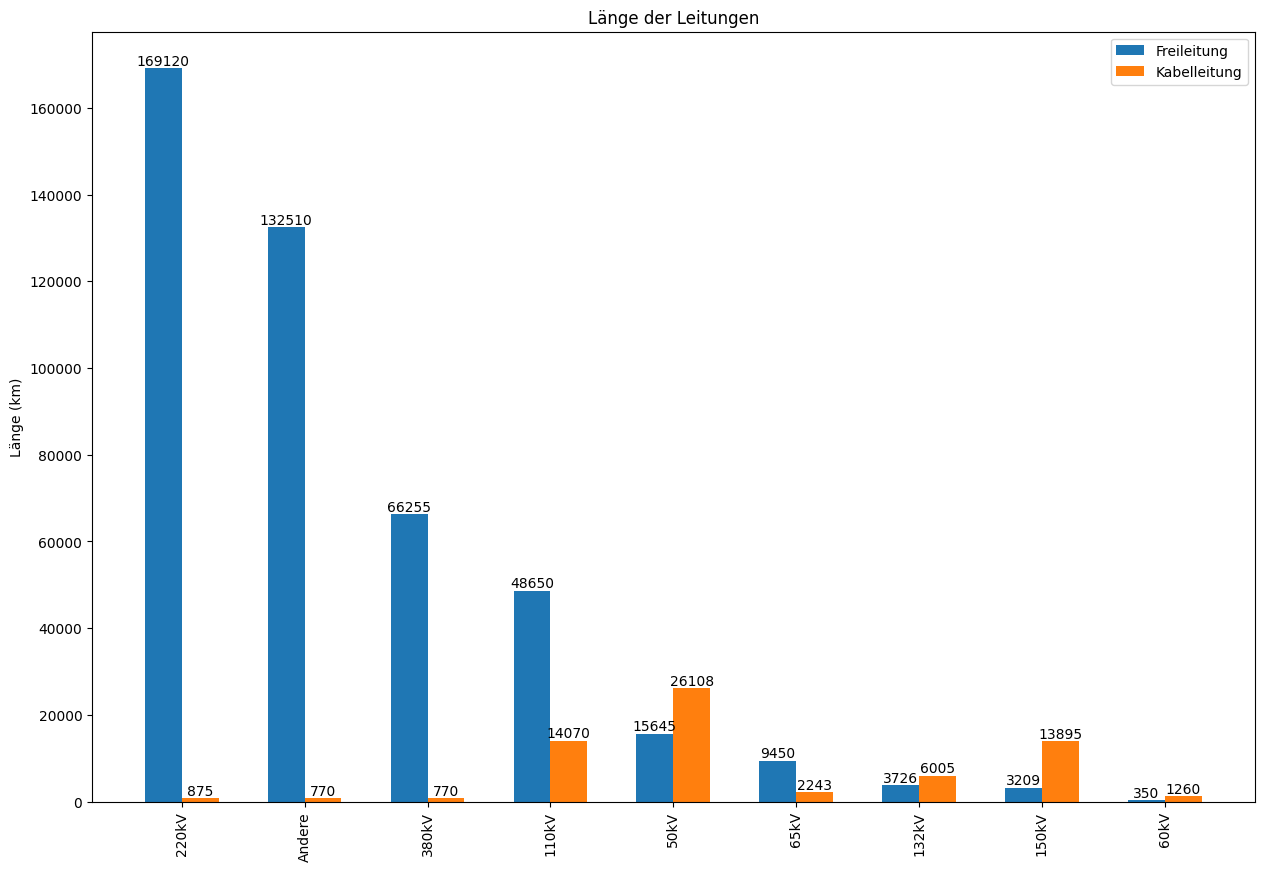 Länge der Leitungen
Freileitung
Kabelleitung
Länge (km)
160000
140000
120000
100000
80000
60000
40000
20000
0
169120
875
132510
770
66255
770
48650
14070
15645
26108
9450
2243
3726
6005
3209
13895
350
1260
220kV
Andere
380kV
110kV
50kV
65kV
132kV
150kV
60kV